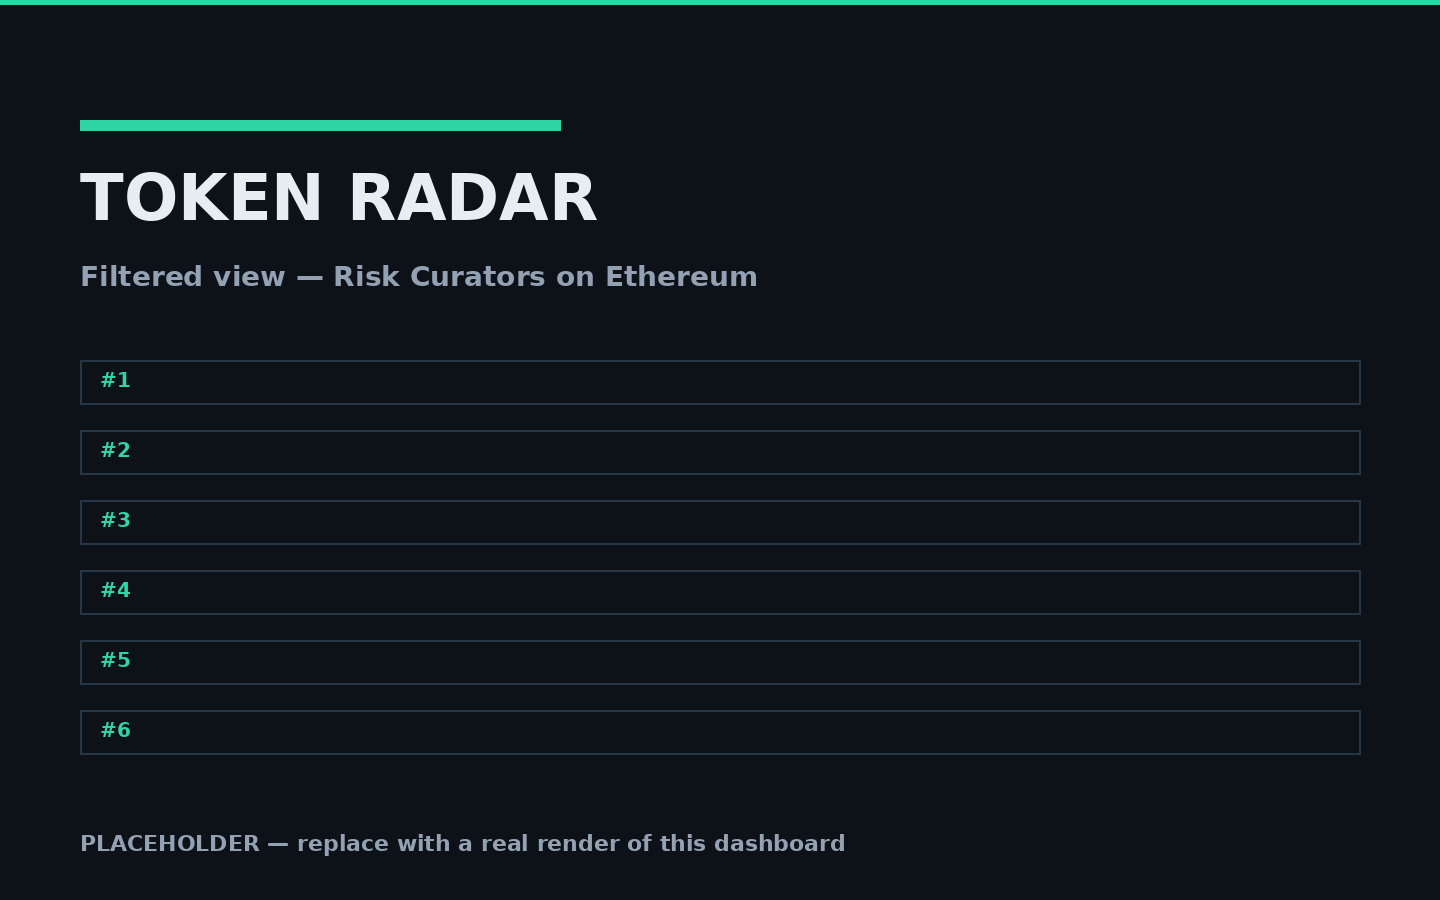 TOKEN RADAR
Filtered view — Risk Curators on Ethereum
#1
#2
#3
#4
#5
#6
PLACEHOLDER — replace with a real render of this dashboard